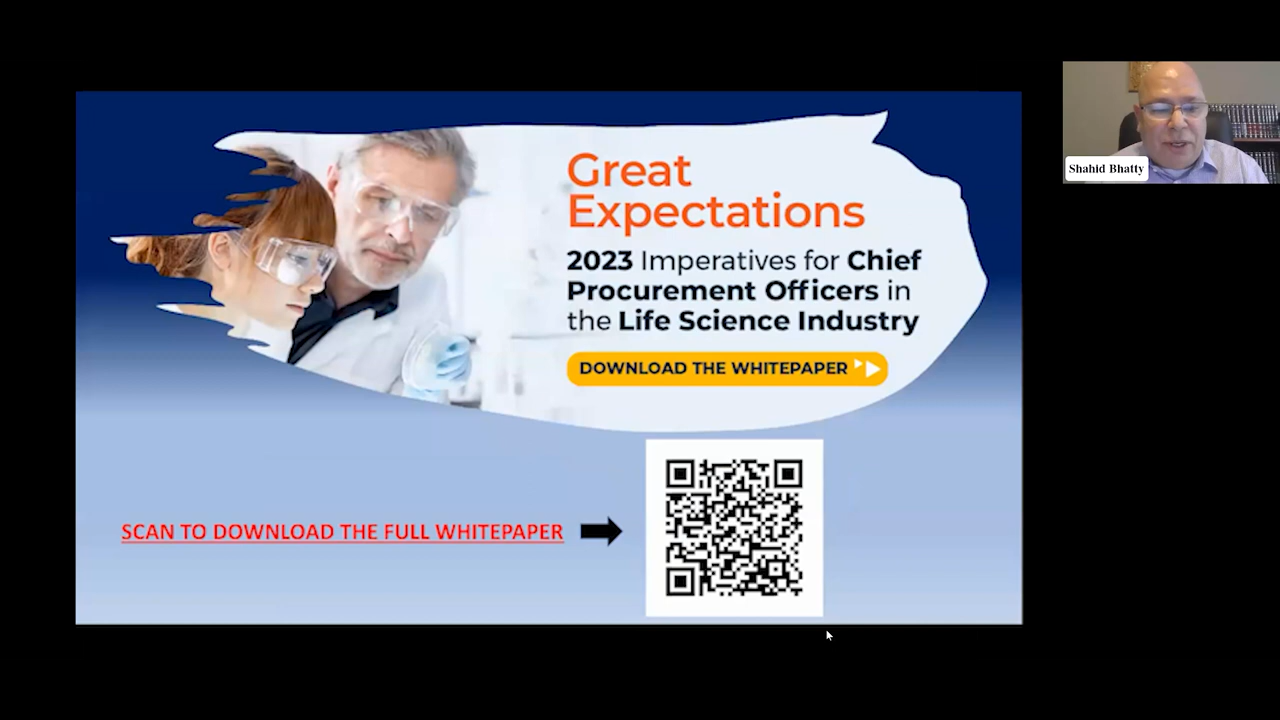 Great
Expectations
2023 Imperatives for Chief
Procurement Officers in
the Life Science Industry
DOWNLOAD THE WHITEPAPER
SCAN TO DOWNLOAD THE FULL WHITEPAPER
Shahid Bhatty